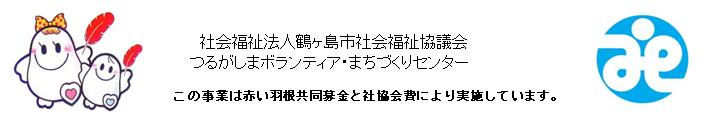 社会福祉法人鶴ヶ島市社会福祉協議会
つるがしまボランティア・まちづくりセンター
この事業は赤い羽根共同募金と社協会費により実施しています。